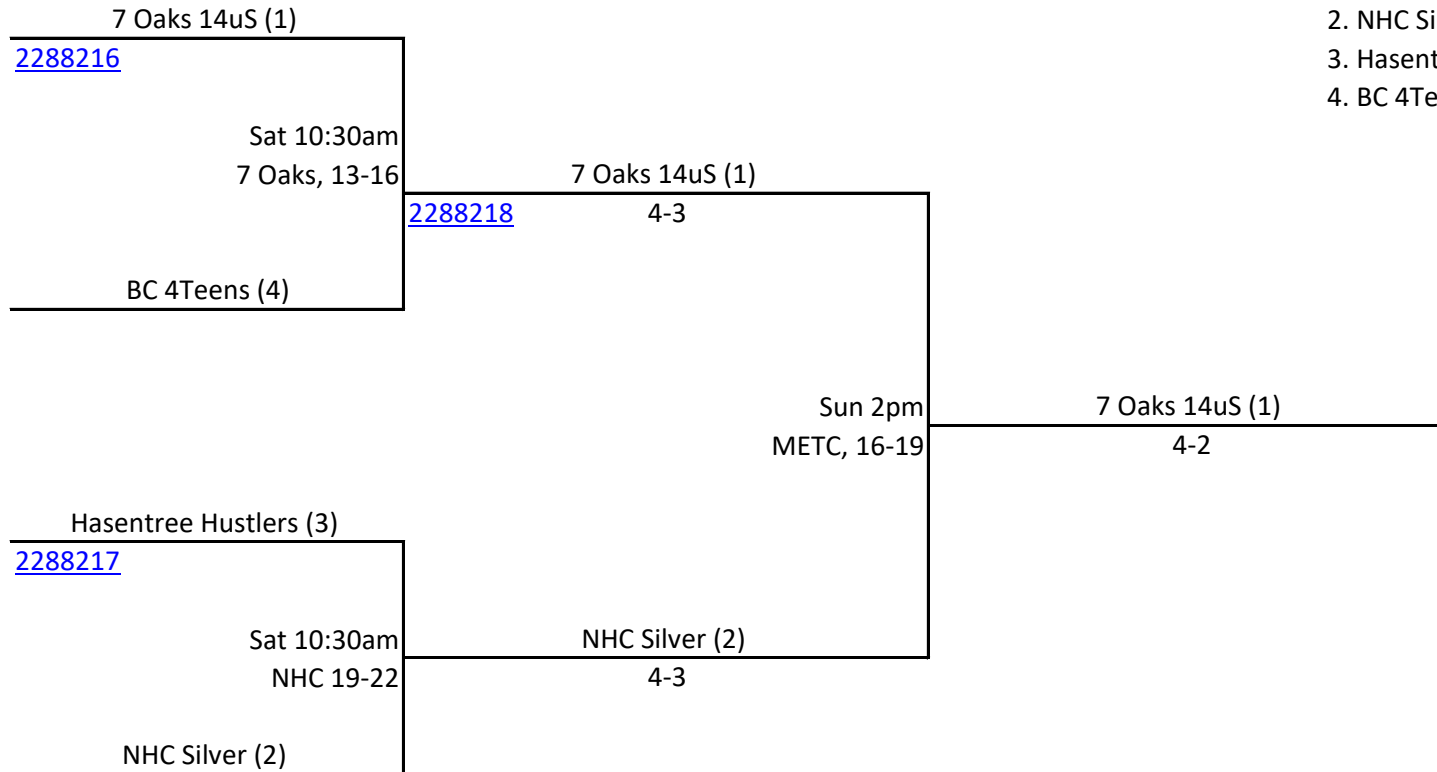 7 Oaks 14uS (1)
2. NHC Si
2288216
3. Hasent
4. BC 4Te
Sat 10:30am
7 Oaks, 13-16
7 Oaks 14uS (1)
2288218
4-3
BC 4Teens (4)
Sun 2pm
METC, 16-19
7 Oaks 14uS (1)
4-2
Hasentree Hustlers (3)
2288217
Sat 10:30am
NHC 19-22
NHC Silver (2)
4-3
NHC Silver (2)